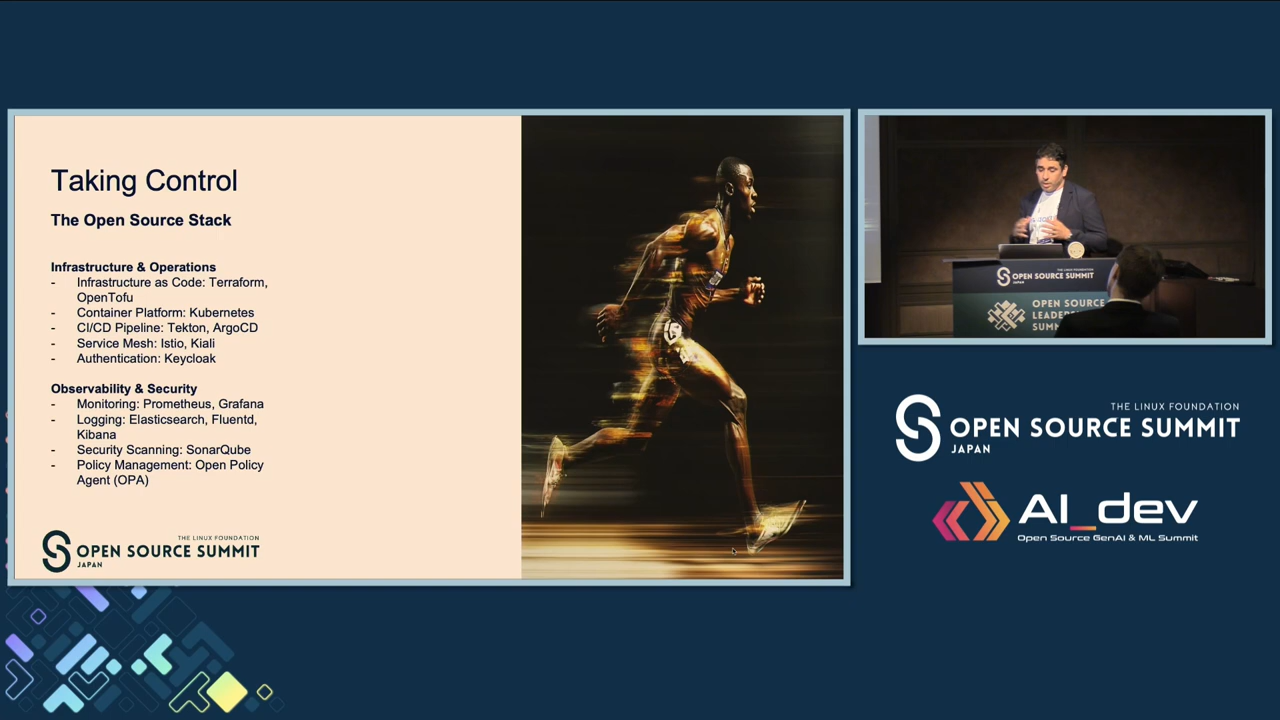 Taking Control
The Open Source Stack
Infrastructure & Operations
- Infrastructure as Code: Terraform,
OpenTofu
- Container Platform: Kubernetes
- CI/CD Pipeline: Tekton, ArgoCD
- Service Mesh: Istio, Kiali
- Authentication: Keycloak
Observability & Security
- Monitoring: Prometheus, Grafana
- Logging: Elasticsearch, Fluentd,
Kibana
- Security Scanning: SonarQube
- Policy Management: Open Policy
Agent (OPA)
THE LINUX FOUNDATION
OPEN SOURCE SUMMIT
JAPAN
THE LINUX FOUNDATION
OPEN SOURCE SUMMIT
JAPAN
OPEN SOURCE
THE LINUX FOUNDATION
OPEN SOURCE SUMMIT
JAPAN
AI_dev
Open Source GenAI & ML Summit